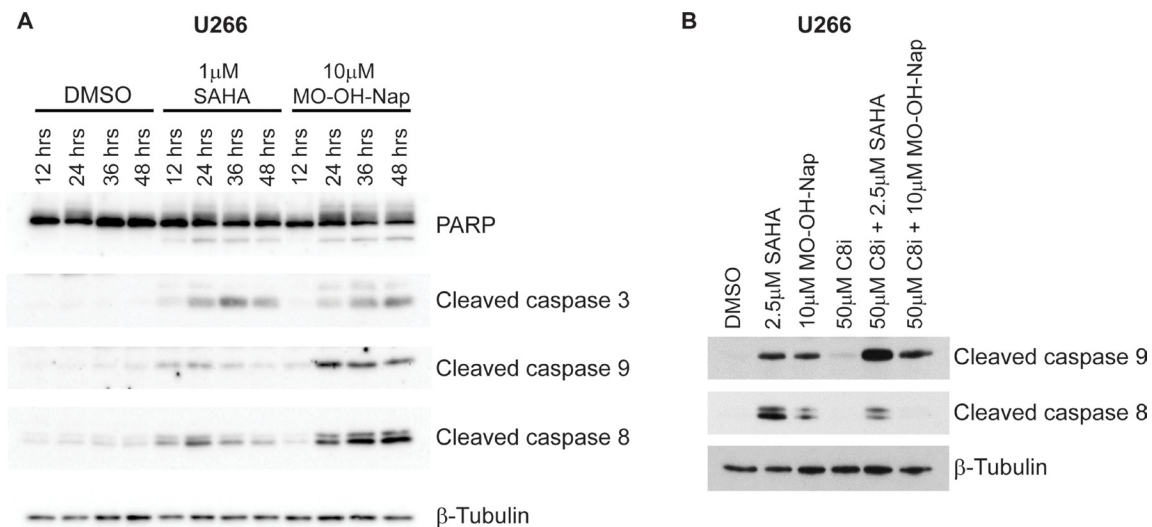 A
U266
1μM
SAHA
10μM
MO-OH-Nap
DMSO
12 hrs
24 hrs
36 hrs
48 hrs
12 hrs
24 hrs
36 hrs
48 hrs
12 hrs
24 hrs
36 hrs
48 hrs
PARP
Cleaved caspase 3
Cleaved caspase 9
Cleaved caspase 8
β-Tubulin
B
U266
DMSO
2.5μM SAHA
10μM MO-OH-Nap
50μM C8i
50μM C8i + 2.5μM SAHA
50μM C8i + 10μM MO-OH-Nap
Cleaved caspase 9
Cleaved caspase 8
β-Tubulin